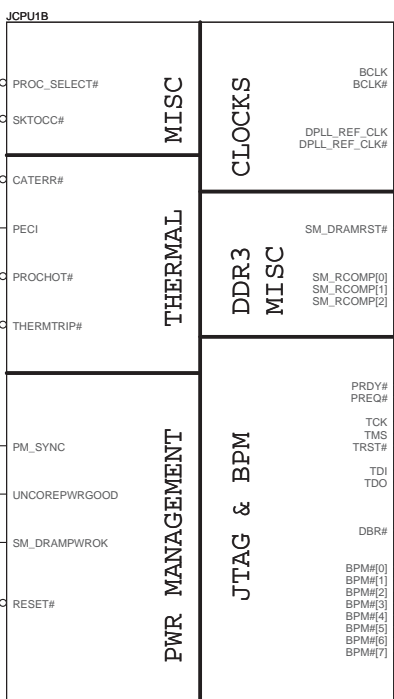 JCPU1B
PROC_SELECT#
SKTOCC#
MISC
CATERR#
PECI
PROCHOT#
THERMTRIP#
THERMAL
PM_SYNC
UNCOREPWRGOOD
SM_DRAMPWROK
RESET#
PWR MANAGEMENT
CLOCKS
BCLK
BCLK#
DPLL_REF_CLK
DPLL_REF_CLK#
DDR3
MISC
SM_DRAMRST#
SM_RCOMP[0]
SM_RCOMP[1]
SM_RCOMP[2]
JTAG & BPM
PRDY#
PREQ#
TCK
TMS
TRST#
TDI
TDO
DBR#
BPM#[0]
BPM#[1]
BPM#[2]
BPM#[3]
BPM#[4]
BPM#[5]
BPM#[6]
BPM#[7]